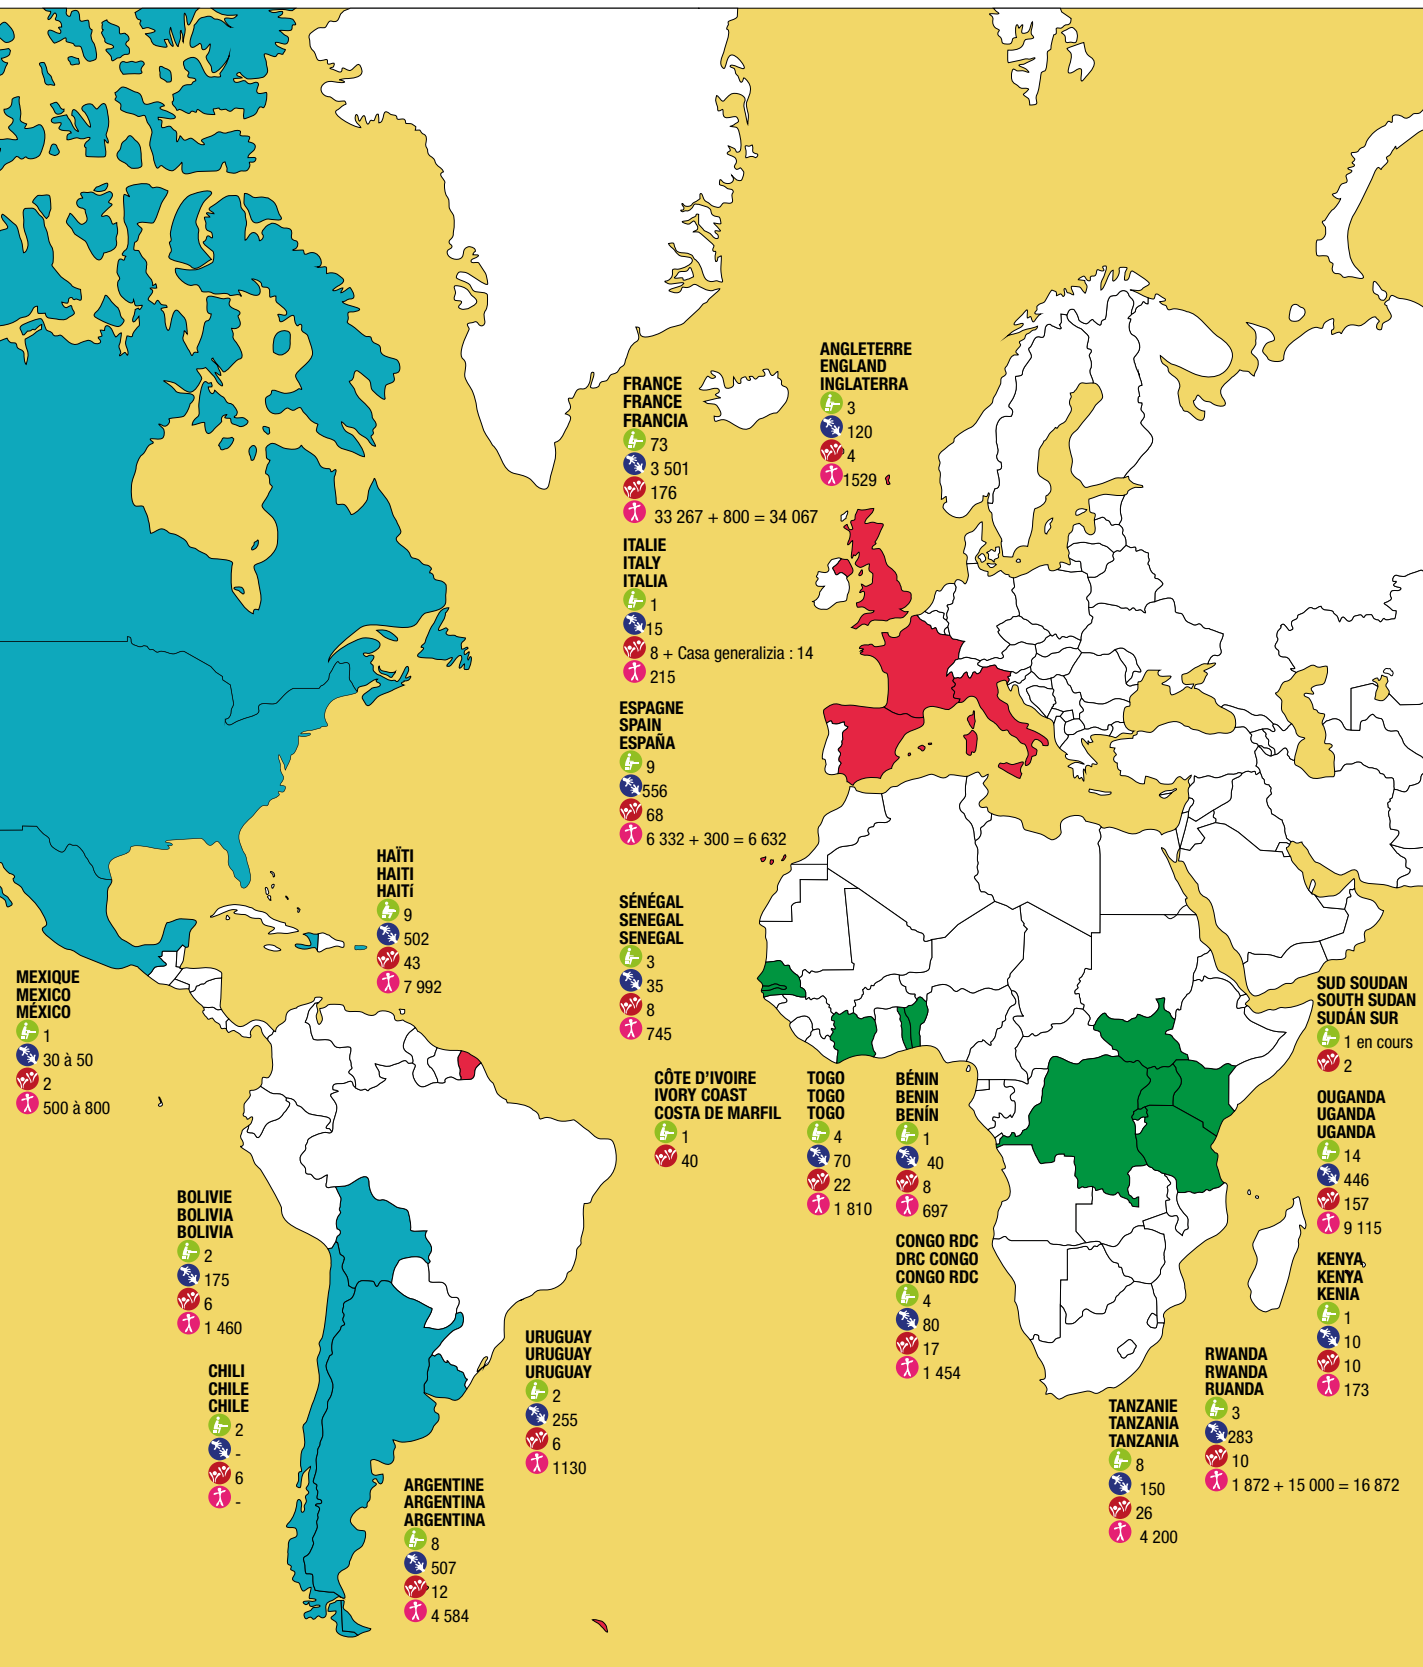 ANGLETERRE
ENGLAND
INGLATERRA
3
120
4
1529
FRANCE
FRANCE
FRANCIA
73
3 501
176
33 267 + 800 = 34 067
ITALIE
ITALY
ITALIA
1
15
8 + Casa generalizia : 14
215
ESPAGNE
SPAIN
ESPAÑA
9
556
68
6 332 + 300 = 6 632
HAÏTI
HAITI
HAITí
9
502
43
7 992
SÉNÉGAL
SENEGAL
SENEGAL
3
35
8
745
MEXIQUE
MEXICO
MÉXICO
1
30 à 50
2
500 à 800
SUD SOUDAN
SOUTH SUDAN
SUDÁN SUR
1 en cours
2
CÔTE D'IVOIRE
IVORY COAST
COSTA DE MARFIL
1
40
TOGO
TOGO
TOGO
4
70
22
1 810
BÉNIN
BENIN
BENÍN
1
40
8
697
OUGANDA
UGANDA
UGANDA
14
446
157
9 115
BOLIVIE
BOLIVIA
BOLIVIA
2
175
6
1 460
CONGO RDC
DRC CONGO
CONGO RDC
4
80
17
1 454
KENYA
KENYA
KENIA
1
10
10
173
URUGUAY
URUGUAY
URUGUAY
2
255
6
1130
RWANDA
RWANDA
RUANDA
3
283
10
1 872 + 15 000 = 16 872
CHILI
CHILE
CHILE
2
-
6
-
TANZANIE
TANZANIA
TANZANIA
8
150
26
4 200
ARGENTINE
ARGENTINA
ARGENTINA
8
507
12
4 584